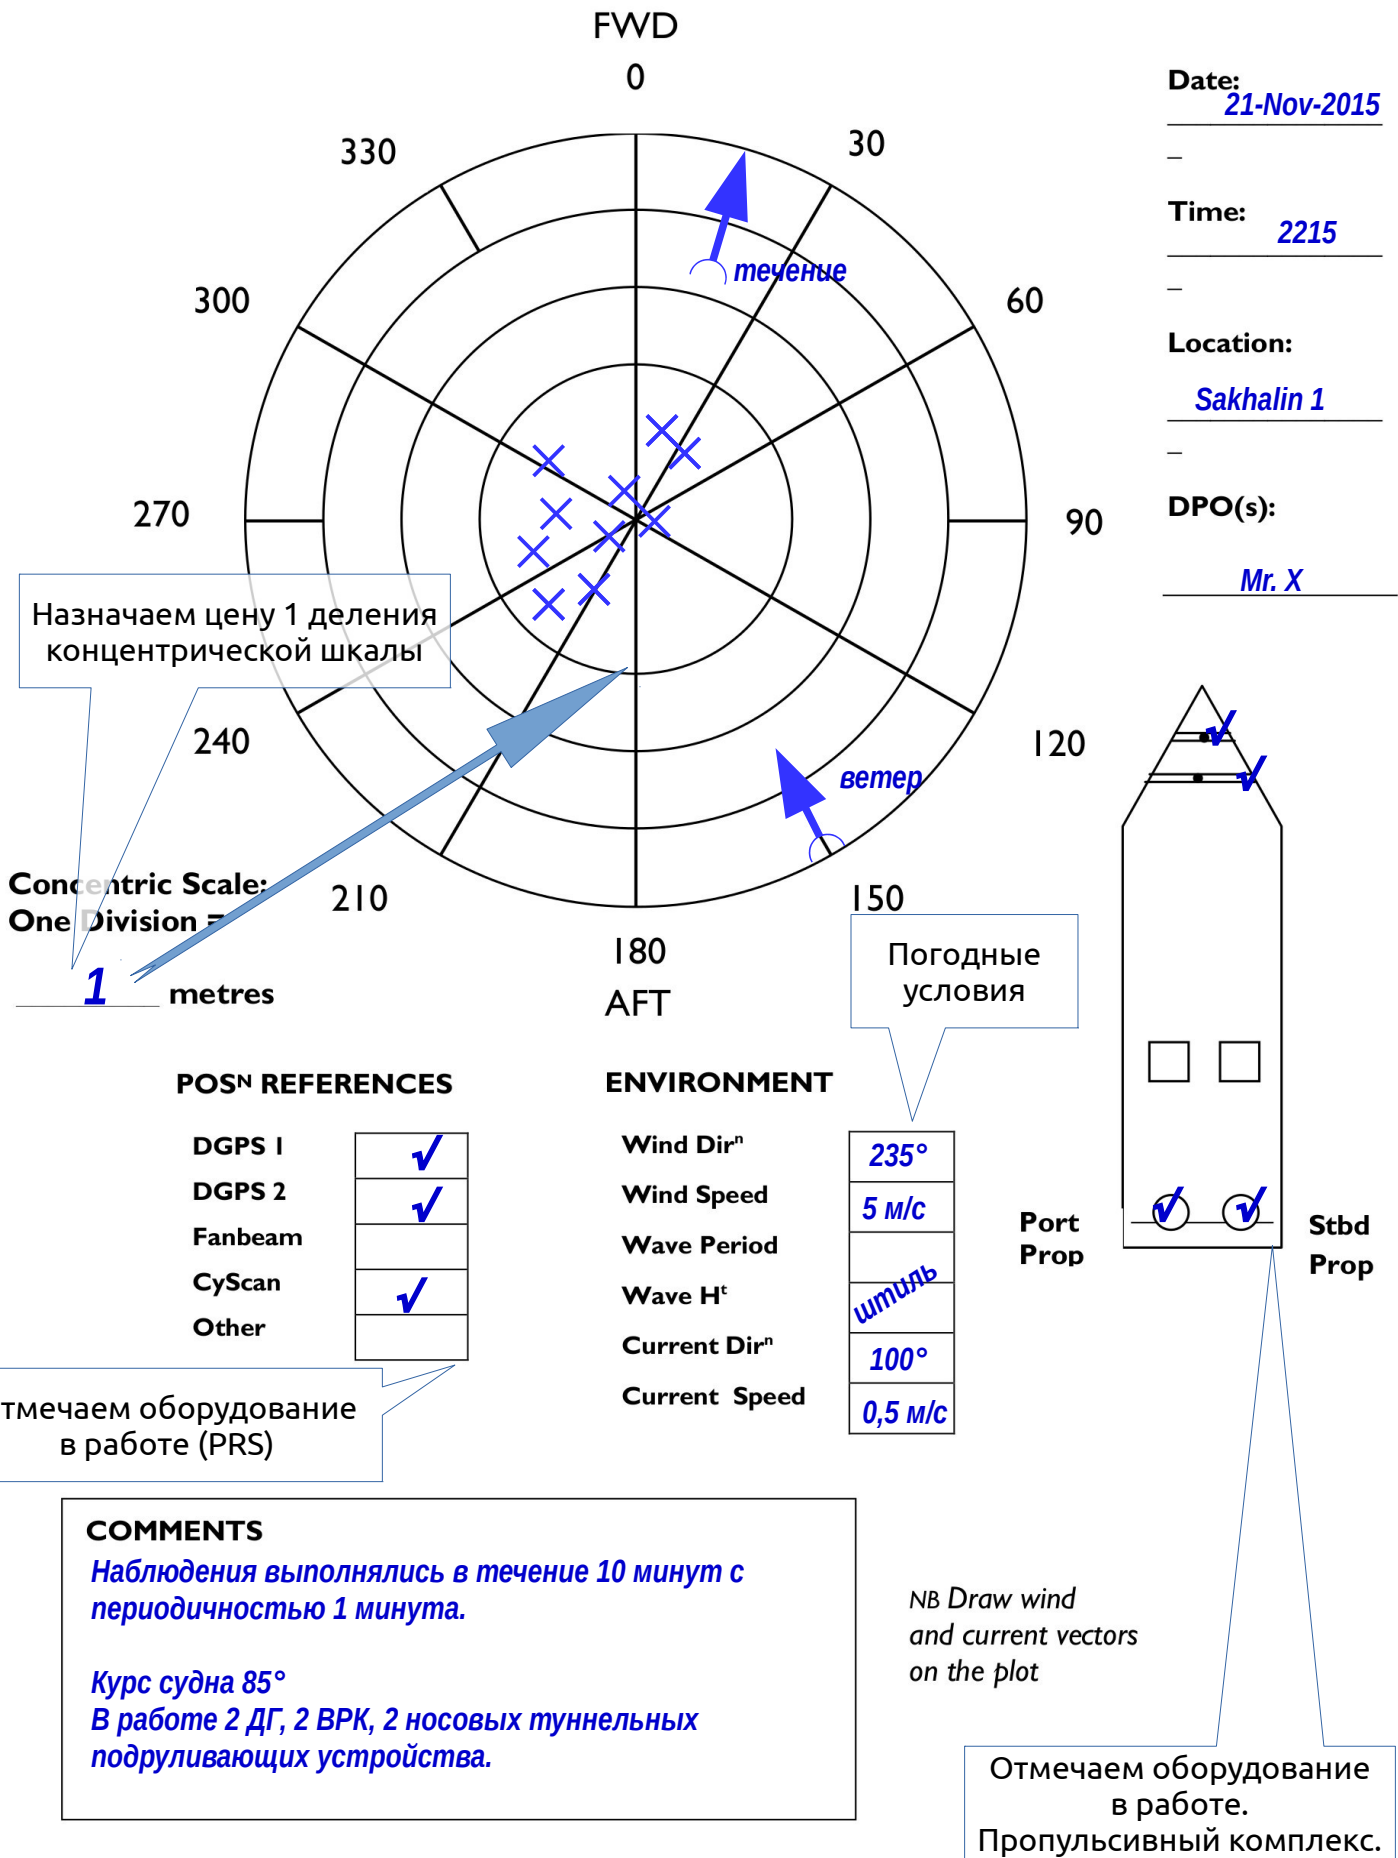 FWD
0
30
60
90
120
150
180
AFT
210
240
270
300
330
течение
ветер
Date:
21-Nov-2015
Time:
2215
Location:
Sakhalin 1
DPO(s):
Mr. X
Назначаем цену 1 деления
концентрической шкалы
Concentric Scale:
One Division =
1 metres
Погодные
условия
POSᴺ REFERENCES
DGPS 1 ✓
DGPS 2 ✓
Fanbeam
CyScan ✓
Other
тмечаем оборудование
в работе (PRS)
ENVIRONMENT
Wind Dirⁿ 235°
Wind Speed 5 м/с
Wave Period
Wave Hᵗ штиль
Current Dirⁿ 100°
Current Speed 0,5 м/с
Port
Prop
Stbd
Prop
COMMENTS
Наблюдения выполнялись в течение 10 минут с
периодичностью 1 минута.
Курс судна 85°
В работе 2 ДГ, 2 ВРК, 2 носовых туннельных
подруливающих устройства.
NB Draw wind
and current vectors
on the plot
Отмечаем оборудование
в работе.
Пропульсивный комплекс.